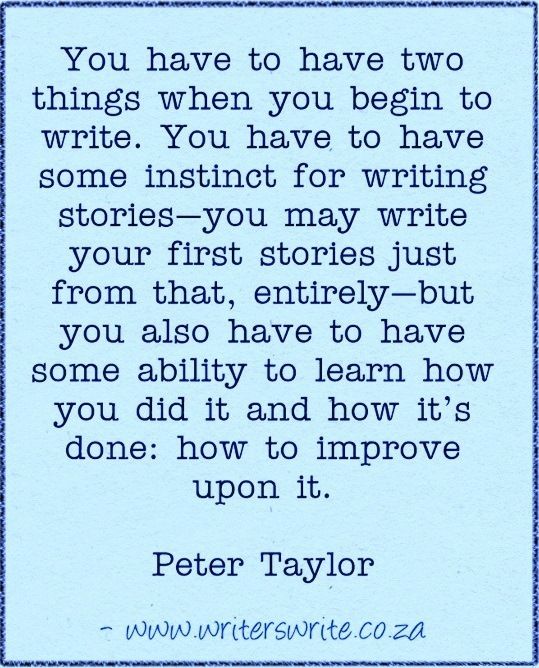 You have to have two
things when you begin to
write. You have to have
some instinct for writing
stories—you may write
your first stories just
from that, entirely—but
you also have to have
some ability to learn how
you did it and how it’s
done: how to improve
upon it.
Peter Taylor
- www.writerswrite.co.za